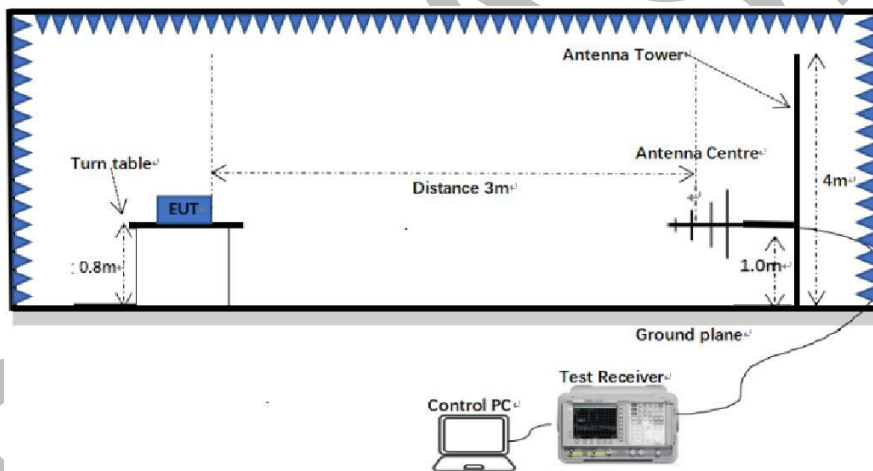 Antenna Tower
Turn table
Antenna Centre
Distance 3m
4m
EUT
: 0.8m
1.0m
Ground plane
Test Receiver
Control PC